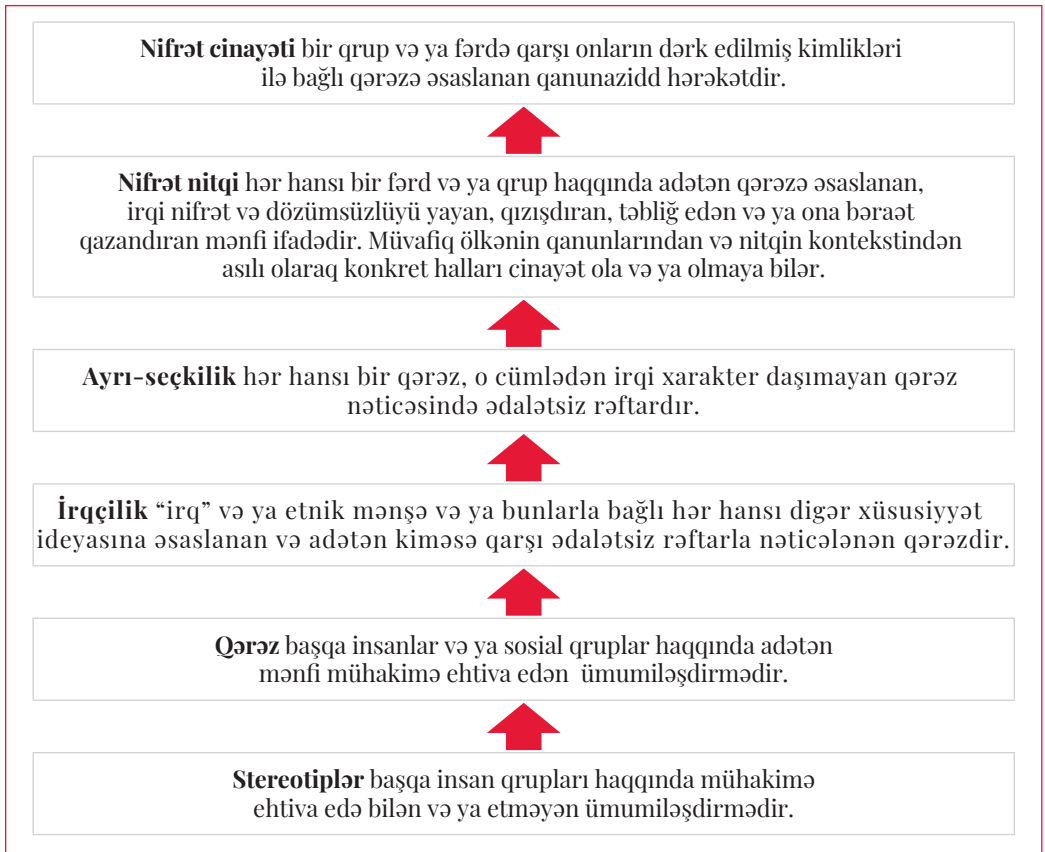 Nifrət cinayəti bir qrup və ya fərdə qarşı onların dərk edilmiş kimlikləri
ilə bağlı qərəzə əsaslanan qanunazidd hərəkətdir.
Nifrət nitqi hər hansı bir fərd və ya qrup haqqında adətən qərəzə əsaslanan,
irqi nifrət və dözümsüzlüyü yayan, qızışdıran, təbliğ edən və ya ona bəraət
qazandıran mənfi ifadədir. Müvafiq ölkənin qanunlarından və nitqin kontekstindən
asılı olaraq konkret halları cinayət ola və ya olmaya bilər.
Ayrı-seçkilik hər hansı bir qərəz, o cümlədən irqi xarakter daşımayan qərəz
nəticəsində ədalətsiz rəftardır.
İrqçilik “irq” və ya etnik mənşə və ya bunlarla bağlı hər hansı digər xüsusiyyət
ideyasına əsaslanan və adətən kiməsə qarşı ədalətsiz rəftarla nəticələnən qərəzdir.
Qərəz başqa insanlar və ya sosial qruplar haqqında adətən
mənfi mühakimə ehtiva edən ümumiləşdirmədir.
Stereotiplər başqa insan qrupları haqqında mühakimə
ehtiva edə bilən və ya etməyən ümumiləşdirmədir.